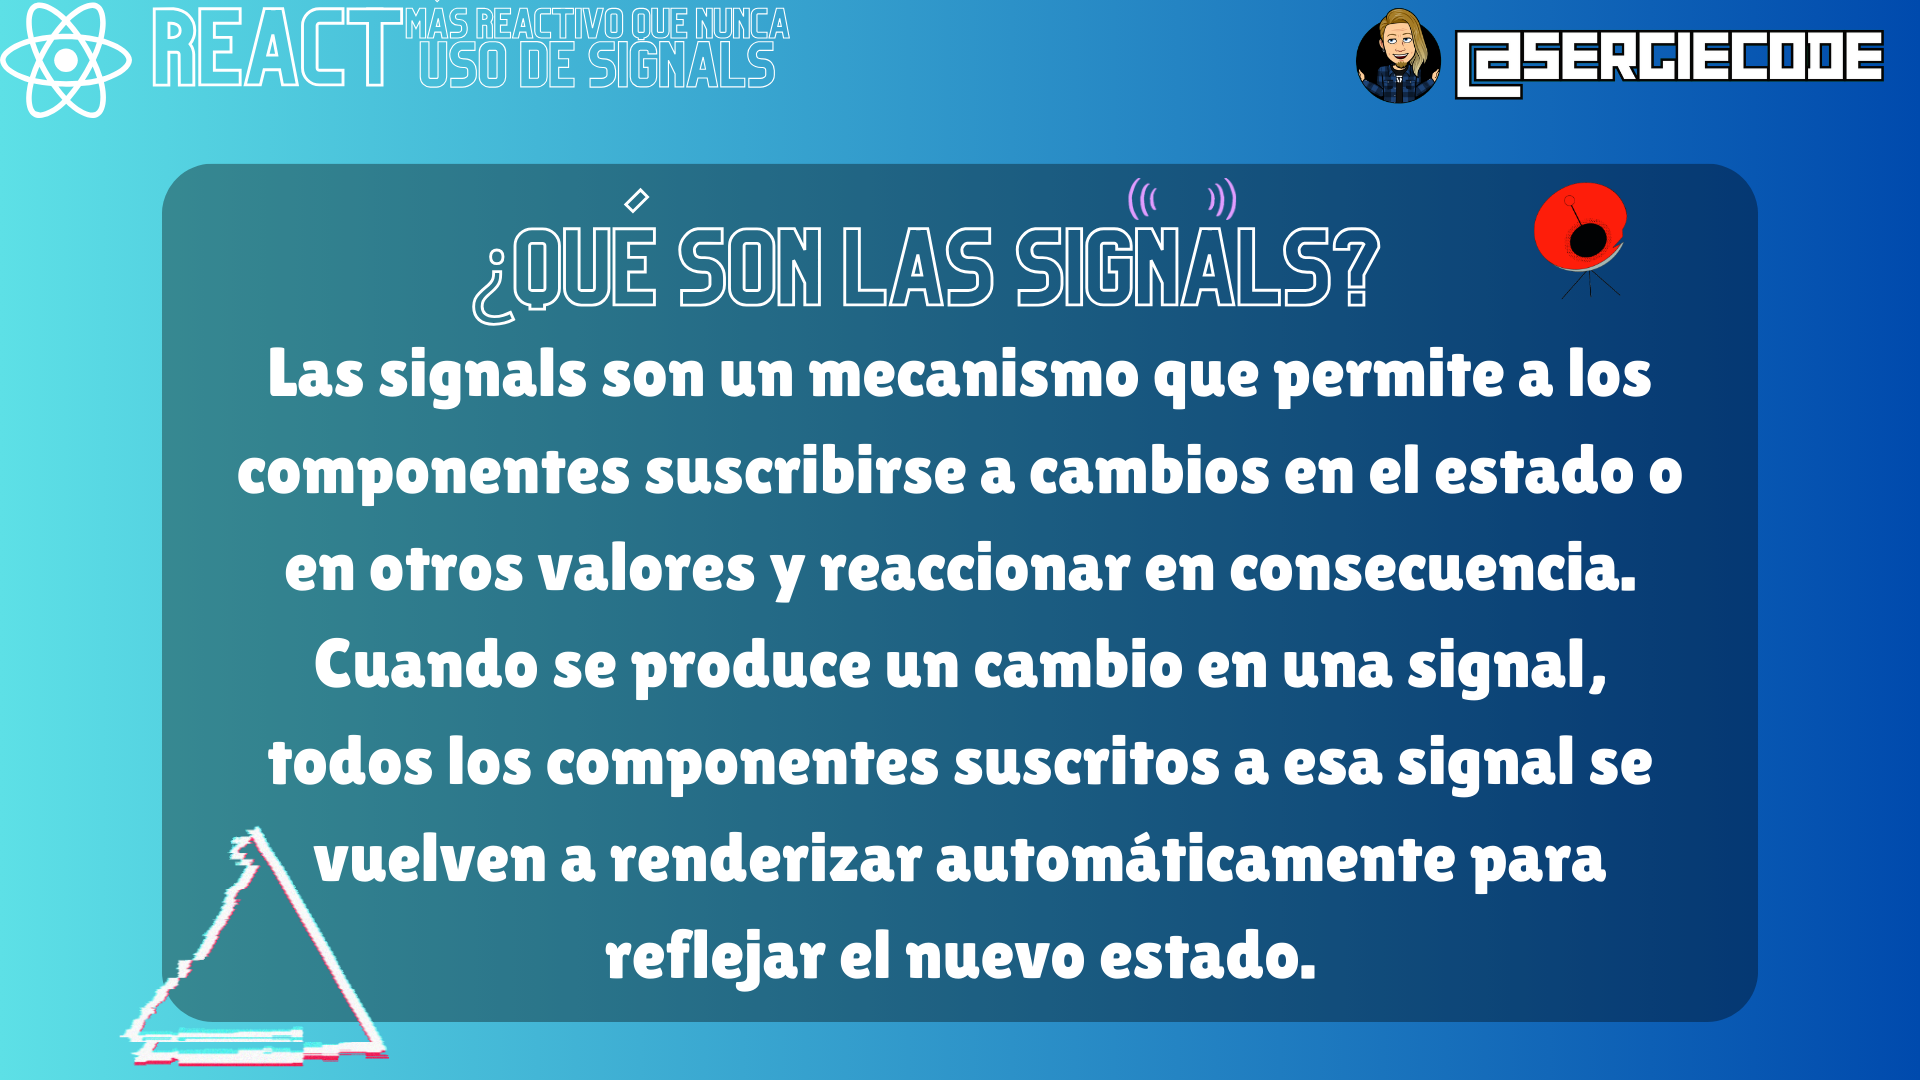 REACT
MÁS REACTIVO QUE NUNCA
USO DE SIGNALS
@SERGIECODE
¿QUÉ SON LAS SIGNALS?
Las signals son un mecanismo que permite a los
componentes suscribirse a cambios en el estado o
en otros valores y reaccionar en consecuencia.
Cuando se produce un cambio en una signal,
todos los componentes suscritos a esa signal se
vuelven a renderizar automáticamente para
reflejar el nuevo estado.